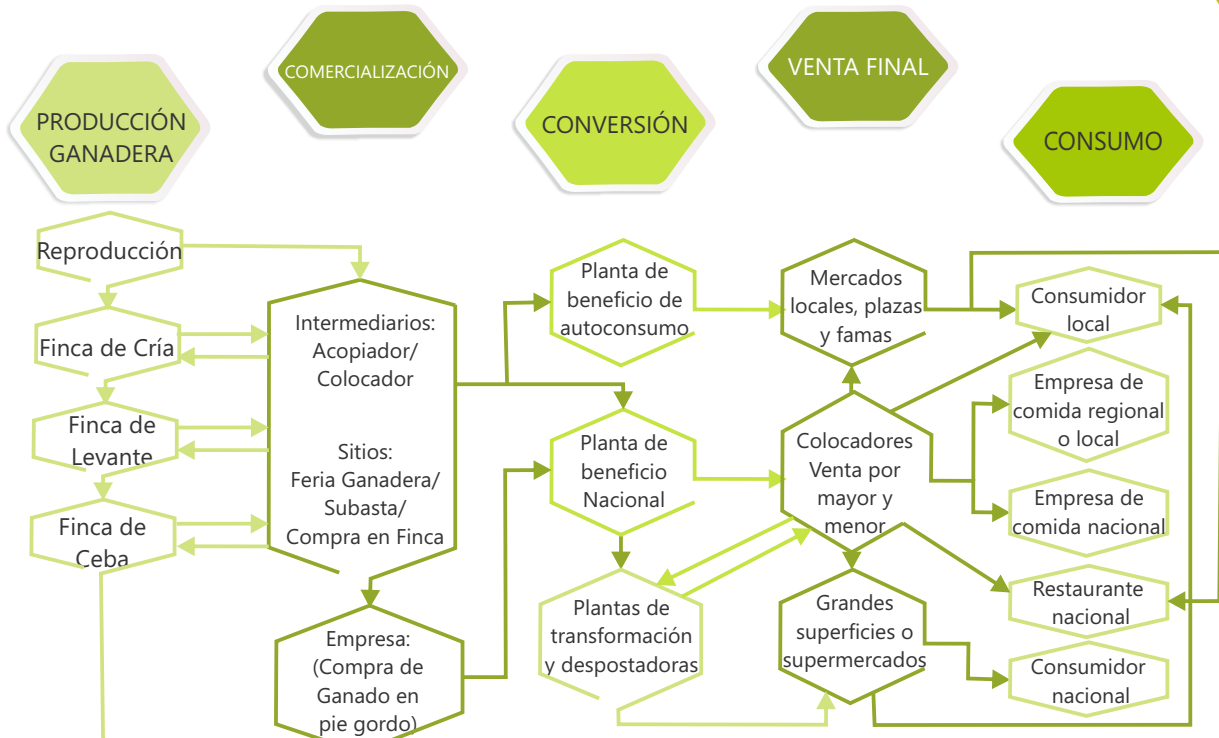 PRODUCCIÓN
GANADERA
COMERCIALIZACIÓN
CONVERSIÓN
VENTA FINAL
CONSUMO
Reproducción
Finca de Cría
Finca de
Levante
Finca de
Ceba
Intermediarios:
Acopiador/
Colocador
Sitios:
Feria Ganadera/
Subasta/
Compra en Finca
Empresa:
(Compra de
Ganado en
pie gordo)
Planta de
beneficio de
autoconsumo
Planta de
beneficio
Nacional
Plantas de
transformación
y despostadoras
Mercados
locales, plazas
y famas
Colocadores
Venta por
mayor y
menor
Grandes
superficies o
supermercados
Consumidor
local
Empresa de
comida regional
o local
Empresa de
comida nacional
Restaurante
nacional
Consumidor
nacional